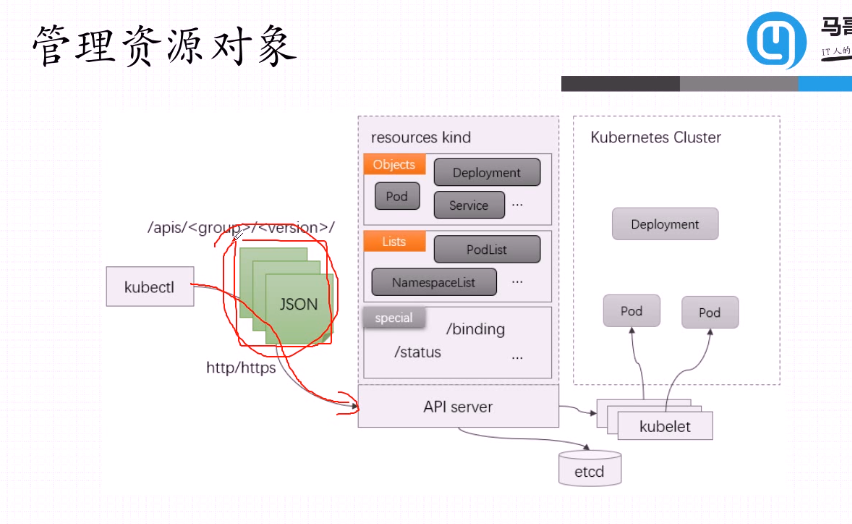 管理资源对象
马哥
IT人的
resources kind
Kubernetes Cluster
Objects
Deployment
Pod
Service
...
/apis/<group>/<version>/
Lists
PodList
NamespaceList
...
kubectl
JSON
special
/binding
/status
...
http/https
API server
Deployment
Pod
Pod
kubelet
etcd